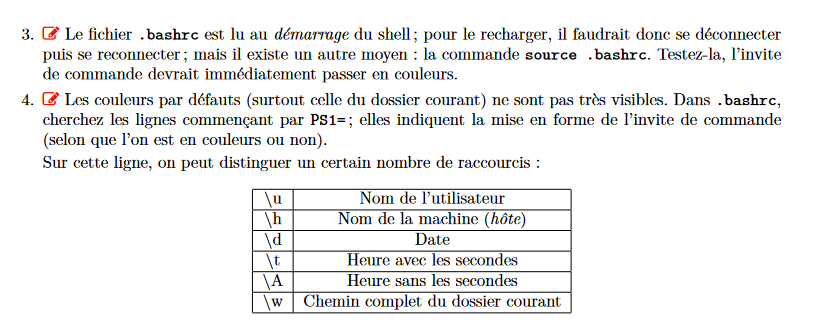 3. Le fichier .bashrc est lu au démarrage du shell ; pour le recharger, il faudrait donc se déconnecter
puis se reconnecter ; mais il existe un autre moyen : la commande source .bashrc. Testez-la, l'invite
de commande devrait immédiatement passer en couleurs.
4. Les couleurs par défauts (surtout celle du dossier courant) ne sont pas très visibles. Dans .bashrc,
cherchez les lignes commençant par PS1= ; elles indiquent la mise en forme de l'invite de commande
(selon que l'on est en couleurs ou non).
Sur cette ligne, on peut distinguer un certain nombre de raccourcis :
\u Nom de l'utilisateur
\h Nom de la machine (hôte)
\d Date
\t Heure avec les secondes
\A Heure sans les secondes
\w Chemin complet du dossier courant